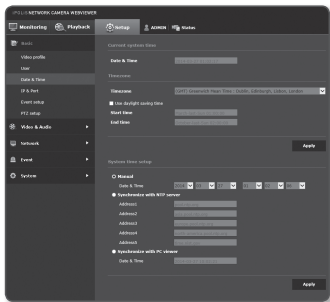 iPOLiS NETWORK CAMERA WEBVIEWER
Monitoring
Playback
Setup
ADMIN
Status
Basic
Video profile
User
Date & Time
IP & Port
Event setup
PTZ setup
Video & Audio
Network
Event
System
Current system time
Date & Time
Timezone
Timezone
(GMT) Greenwich Mean Time : Dublin, Edinburgh, Lisbon, London
Use daylight saving time
Start time
End time
Apply
System time setup
Manual
Date & Time
Synchronize with NTP server
Address1
Address2
Address3
Address4
Address5
Synchronize with PC viewer
Date & Time
Apply